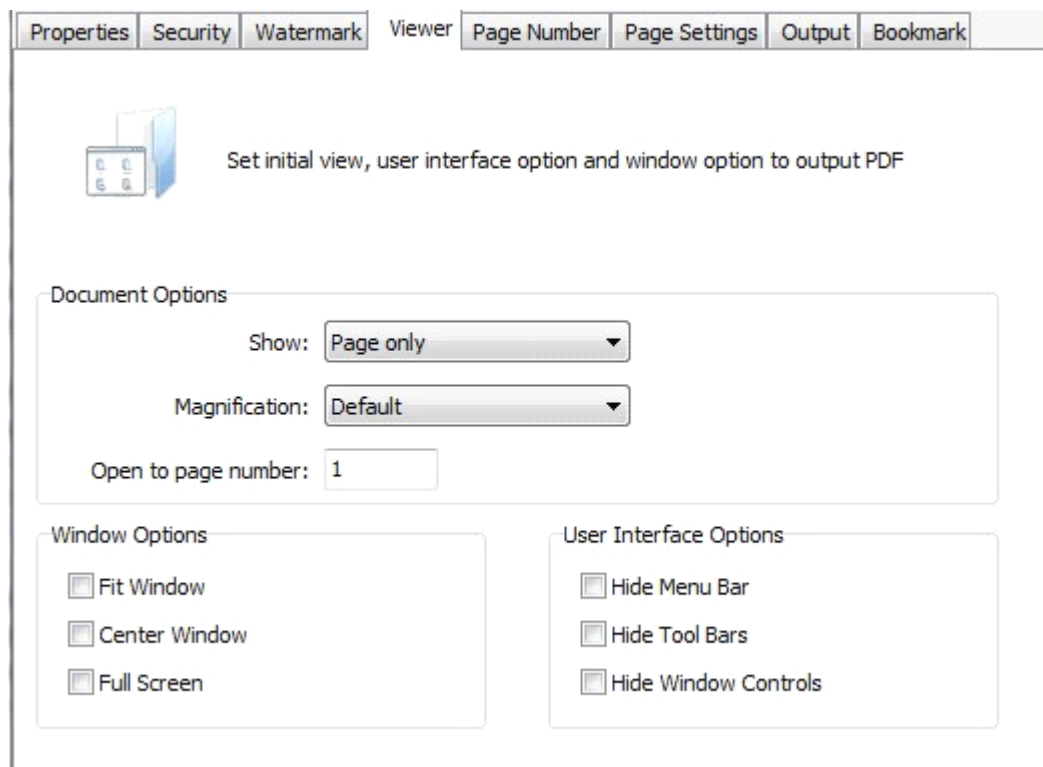 Properties Security Watermark Viewer Page Number Page Settings Output Bookmark
Set initial view, user interface option and window option to output PDF
Document Options
Show: Page only
Magnification: Default
Open to page number: 1
Window Options
Fit Window
Center Window
Full Screen
User Interface Options
Hide Menu Bar
Hide Tool Bars
Hide Window Controls